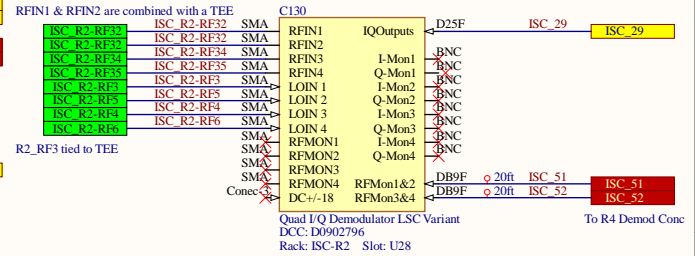 RFIN1 & RFIN2 are combined with a TEE
C130
ISC_R2-RF32 ISC_R2-RF32 SMA RFIN1 IQOutputs D25F ISC_29 ISC_29
ISC_R2-RF32 ISC_R2-RF32 SMA RFIN2
ISC_R2-RF34 ISC_R2-RF34 SMA RFIN3 I-Mon1 BNC
ISC_R2-RF35 ISC_R2-RF35 SMA RFIN4 Q-Mon1 BNC
ISC_R2-RF3 ISC_R2-RF3 SMA LOIN 1 I-Mon2 BNC
ISC_R2-RF5 ISC_R2-RF5 SMA LOIN 2 Q-Mon2 BNC
ISC_R2-RF4 ISC_R2-RF4 SMA LOIN 3 I-Mon3 BNC
ISC_R2-RF6 ISC_R2-RF6 SMA LOIN 4 Q-Mon3 BNC
SMA RFMON1 I-Mon4 BNC
R2_RF3 tied to TEE SMA RFMON2 Q-Mon4 BNC
SMA RFMON3
SMA RFMON4 RFMon1&2 DB9F 20ft ISC_51 ISC_51
Conec-3 DC+/-18 RFMon3&4 DB9F 20ft ISC_52 ISC_52
Quad I/Q Demodulator LSC Variant To R4 Demod Conc
DCC: D0902796
Rack: ISC-R2 Slot: U28